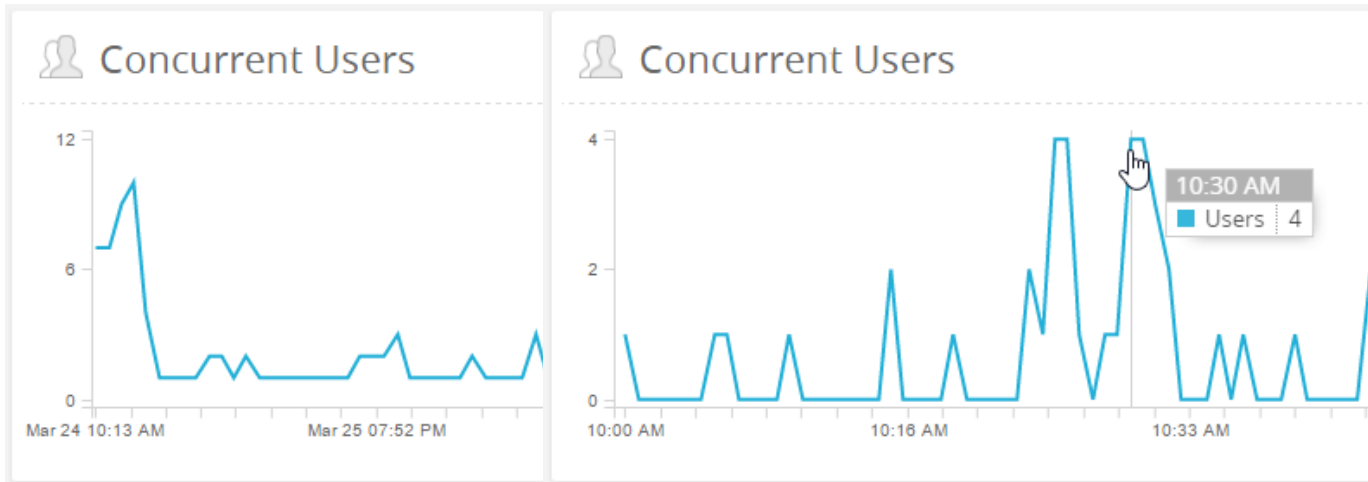 Concurrent Users
12
6
0
Mar 24 10:13 AM
Mar 25 07:52 PM
Concurrent Users
4
2
0
10:00 AM
10:16 AM
10:33 AM
10:30 AM
Users 4